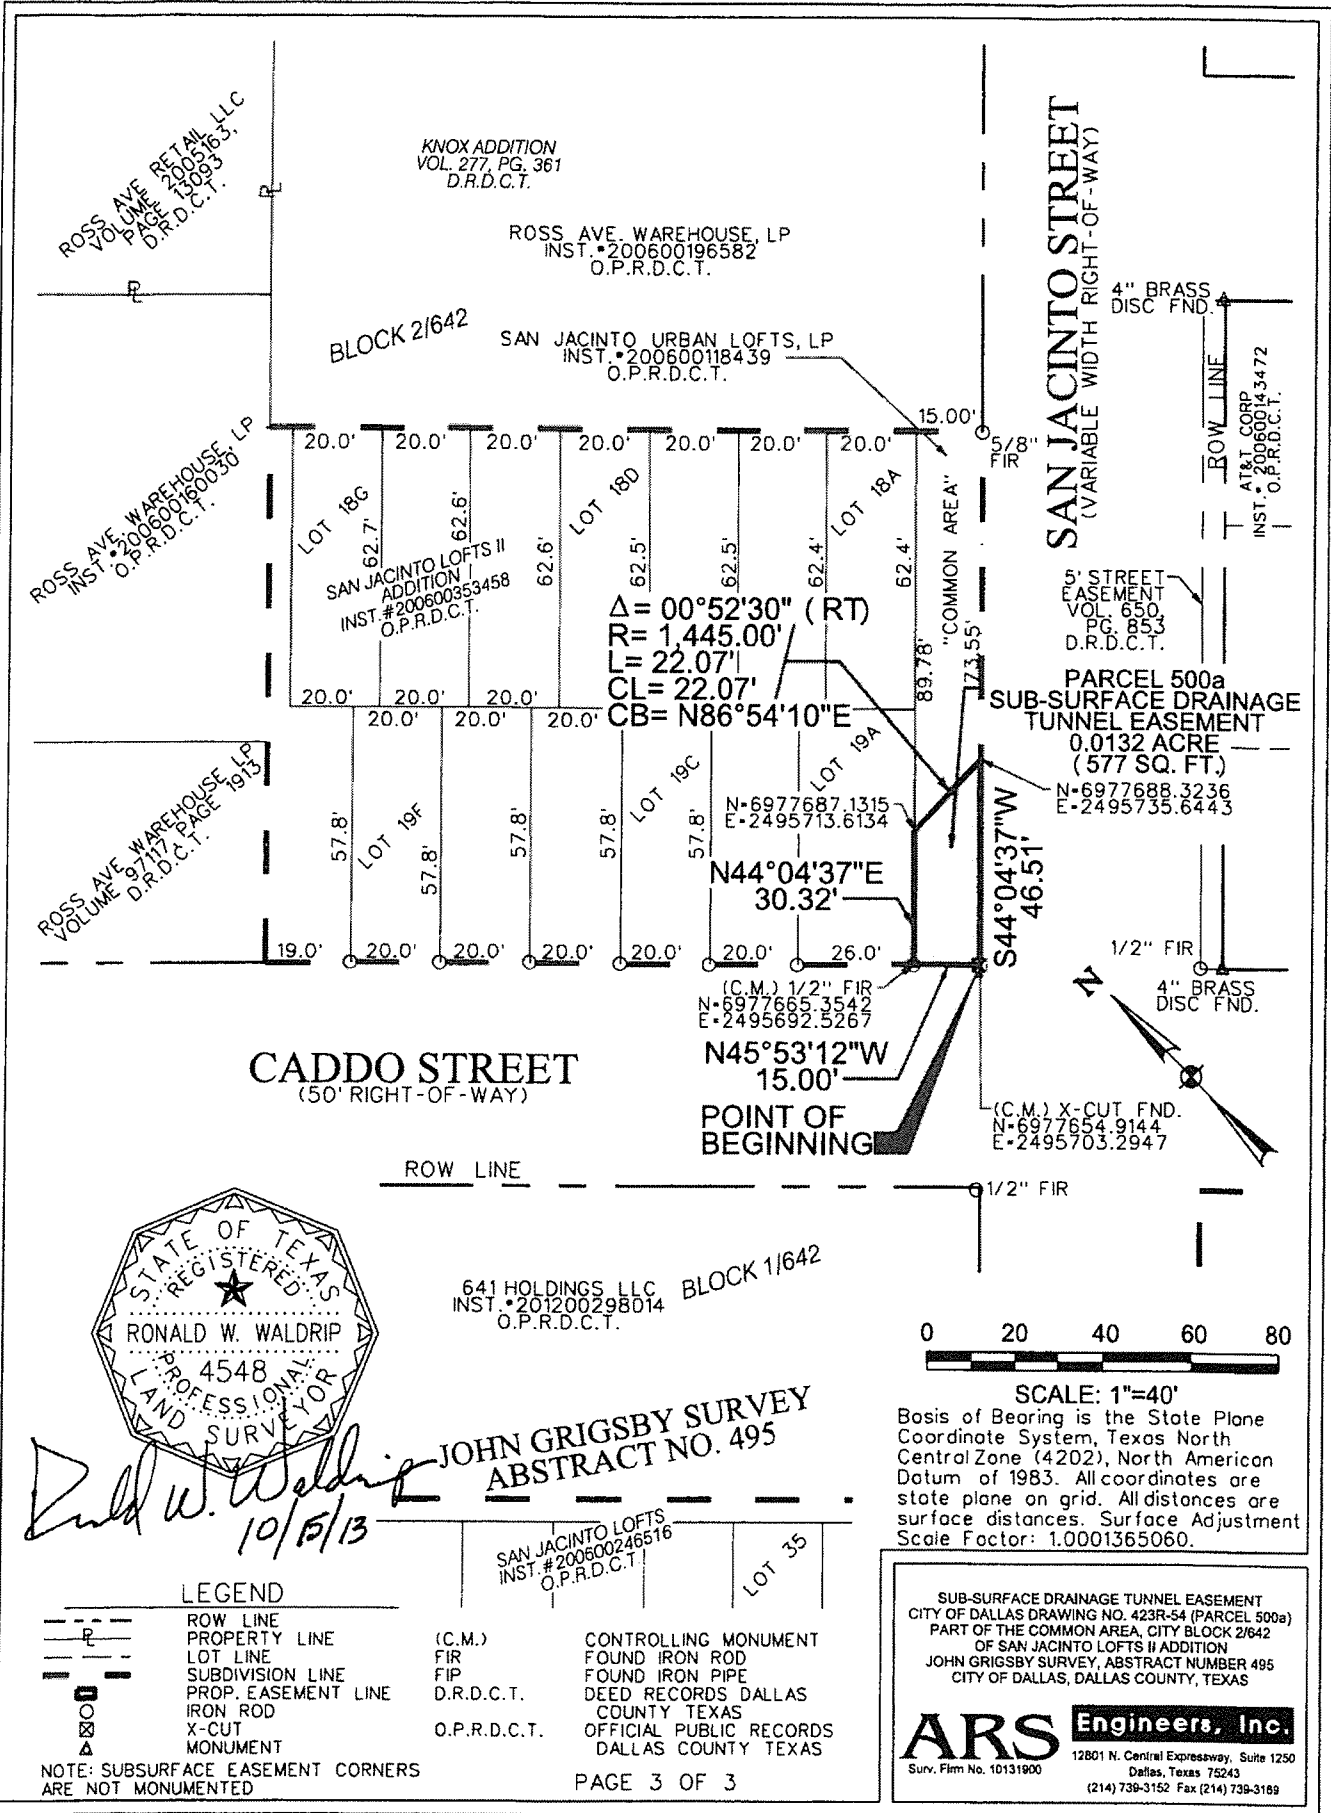 ROSS AVE RETAIL LLC
VOLUME 2005163,
PAGE 13093
D.R.D.C.T.
KNOX ADDITION
VOL. 277, PG. 361
D.R.D.C.T.
ROSS AVE. WAREHOUSE, LP
INST.#200600196582
O.P.R.D.C.T.
BLOCK 2/642
SAN JACINTO URBAN LOFTS, LP
INST.#200600118439
O.P.R.D.C.T.
SAN JACINTO STREET
(VARIABLE WIDTH RIGHT-OF-WAY)
4" BRASS
DISC FND.
ROW LINE
AT&T CORP
INST.# 200600143472
O.P.R.D.C.T.
15.00'
5/8"
FIR
20.0' 20.0' 20.0' 20.0' 20.0' 20.0' 20.0'
ROSS AVE. WAREHOUSE, LP
INST.#200600160030
O.P.R.D.C.T.
LOT 18G
LOT 18D
LOT 18A
62.7' 62.6' 62.6' 62.5' 62.5' 62.4' 62.4'
"COMMON AREA"
SAN JACINTO LOFTS II
ADDITION
INST.#200600353458
O.P.R.D.C.T.
Δ= 00°52'30" ( RT)
R= 1,445.00'
L= 22.07'
CL= 22.07'
CB= N86°54'10"E
89.78'
173.55'
5' STREET
EASEMENT
VOL. 650,
PG. 853
D.R.D.C.T.
PARCEL 500a
SUB-SURFACE DRAINAGE
TUNNEL EASEMENT
0.0132 ACRE
(577 SQ. FT.)
20.0' 20.0' 20.0'
20.0' 20.0' 20.0'
N=6977688.3236
E=2495735.6443
N=6977687.1315
E=2495713.6134
ROSS AVE WAREHOUSE LP
VOLUME 97117, PAGE 1913
D.R.D.C.T.
LOT 19F
LOT 19C
LOT 19A
57.8' 57.8' 57.8' 57.8' 57.8'
N44°04'37"E
30.32'
S44°04'37"W
46.51'
19.0' 20.0' 20.0' 20.0' 20.0' 20.0' 26.0'
1/2" FIR
4" BRASS
DISC FND.
N
(C.M.) 1/2" FIR
N=6977665.3542
E=2495692.5267
N45°53'12"W
15.00'
CADDO STREET
(50' RIGHT-OF-WAY)
POINT OF
BEGINNING
(C.M.) X-CUT FND.
N=6977654.9144
E=2495703.2947
ROW LINE
1/2" FIR
641 HOLDINGS LLC
INST.#201200298014
O.P.R.D.C.T.
BLOCK 1/642
STATE OF TEXAS
REGISTERED
RONALD W. WALDRIP
4548
PROFESSIONAL
LAND SURVEYOR
Ronald W. Waldrip
10/15/13
0 20 40 60 80
SCALE: 1"=40'
Basis of Bearing is the State Plane
Coordinate System, Texas North
Central Zone (4202), North American
Datum of 1983. All coordinates are
state plane on grid. All distances are
surface distances. Surface Adjustment
Scale Factor: 1.0001365060.
JOHN GRIGSBY SURVEY
ABSTRACT NO. 495
SAN JACINTO LOFTS
INST.#200600246516
O.P.R.D.C.T.
LOT 35
LEGEND
ROW LINE
PL PROPERTY LINE
LOT LINE
SUBDIVISION LINE
PROP. EASEMENT LINE
IRON ROD
X-CUT
MONUMENT
(C.M.) CONTROLLING MONUMENT
FIR FOUND IRON ROD
FIP FOUND IRON PIPE
D.R.D.C.T. DEED RECORDS DALLAS
COUNTY TEXAS
O.P.R.D.C.T. OFFICIAL PUBLIC RECORDS
DALLAS COUNTY TEXAS
NOTE: SUBSURFACE EASEMENT CORNERS
ARE NOT MONUMENTED
PAGE 3 OF 3
SUB-SURFACE DRAINAGE TUNNEL EASEMENT
CITY OF DALLAS DRAWING NO. 423R-54 (PARCEL 500a)
PART OF THE COMMON AREA, CITY BLOCK 2/642
OF SAN JACINTO LOFTS II ADDITION
JOHN GRIGSBY SURVEY, ABSTRACT NUMBER 495
CITY OF DALLAS, DALLAS COUNTY, TEXAS
ARS Engineers, Inc.
Surv. Firm No. 10131900
12801 N. Central Expressway, Suite 1250
Dallas, Texas 75243
(214) 739-3152 Fax (214) 739-3169